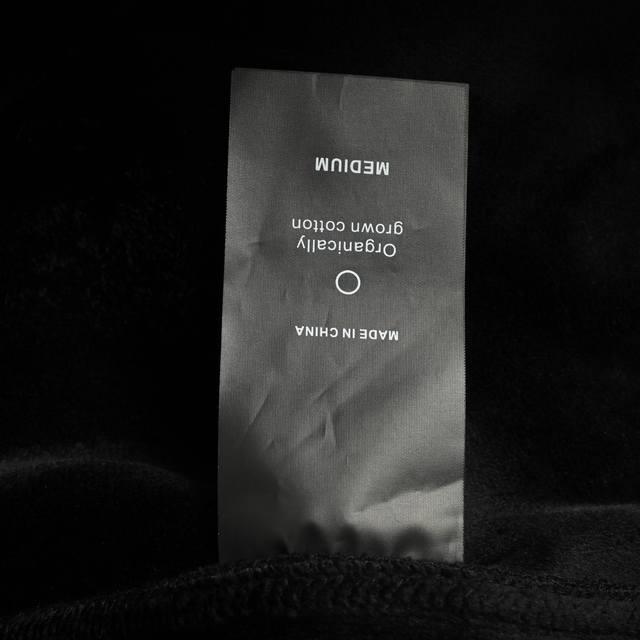 MADE IN CHINA
Organically
grown cotton
MEDIUM